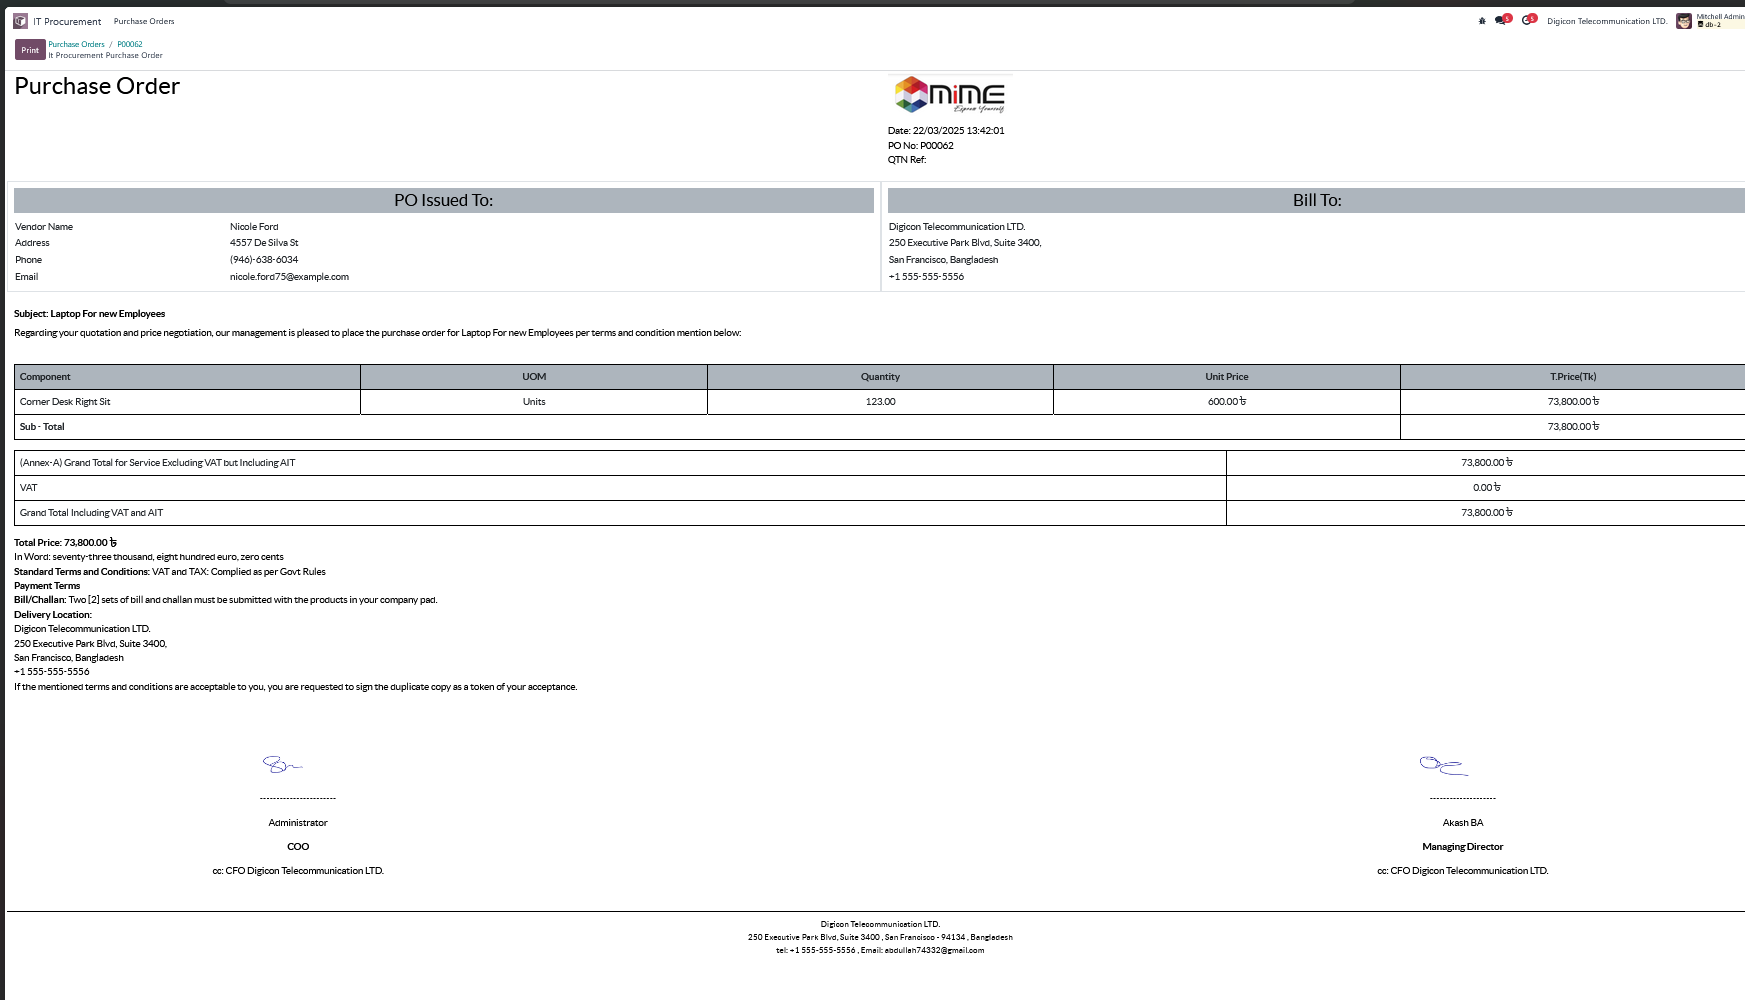 IT Procurement Purchase Orders 5 5 Digicon Telecommunication LTD. Mitchell Admin
db-2
Print Purchase Orders / P00062
It Procurement Purchase Order
Purchase Order
MIME
Express Yourself
Date: 22/03/2025 13:42:01
PO No: P00062
QTN Ref:
PO Issued To:
Vendor Name Nicole Ford
Address 4557 De Silva St
Phone (946)-638-6034
Email nicole.ford75@example.com
Bill To:
Digicon Telecommunication LTD.
250 Executive Park Blvd, Suite 3400,
San Francisco, Bangladesh
+1 555-555-5556
Subject: Laptop For new Employees
Regarding your quotation and price negotiation, our management is pleased to place the purchase order for Laptop For new Employees per terms and condition mention below:
Component UOM Quantity Unit Price T.Price(Tk)
Corner Desk Right Sit Units 123.00 600.00 ৳ 73,800.00 ৳
Sub - Total 73,800.00 ৳
(Annex-A) Grand Total for Service Excluding VAT but Including AIT 73,800.00 ৳
VAT 0.00 ৳
Grand Total Including VAT and AIT 73,800.00 ৳
Total Price: 73,800.00 ৳
In Word: seventy-three thousand, eight hundred euro, zero cents
Standard Terms and Conditions: VAT and TAX: Complied as per Govt Rules
Payment Terms
Bill/Challan: Two [2] sets of bill and challan must be submitted with the products in your company pad.
Delivery Location:
Digicon Telecommunication LTD.
250 Executive Park Blvd, Suite 3400,
San Francisco, Bangladesh
+1 555-555-5556
If the mentioned terms and conditions are acceptable to you, you are requested to sign the duplicate copy as a token of your acceptance.
-----------------------
Administrator
COO
cc: CFO Digicon Telecommunication LTD.
--------------------
Akash BA
Managing Director
cc: CFO Digicon Telecommunication LTD.
Digicon Telecommunication LTD.
250 Executive Park Blvd, Suite 3400 , San Francisco - 94134 , Bangladesh
tel: +1 555-555-5556 , Email: abdullah74332@gmail.com